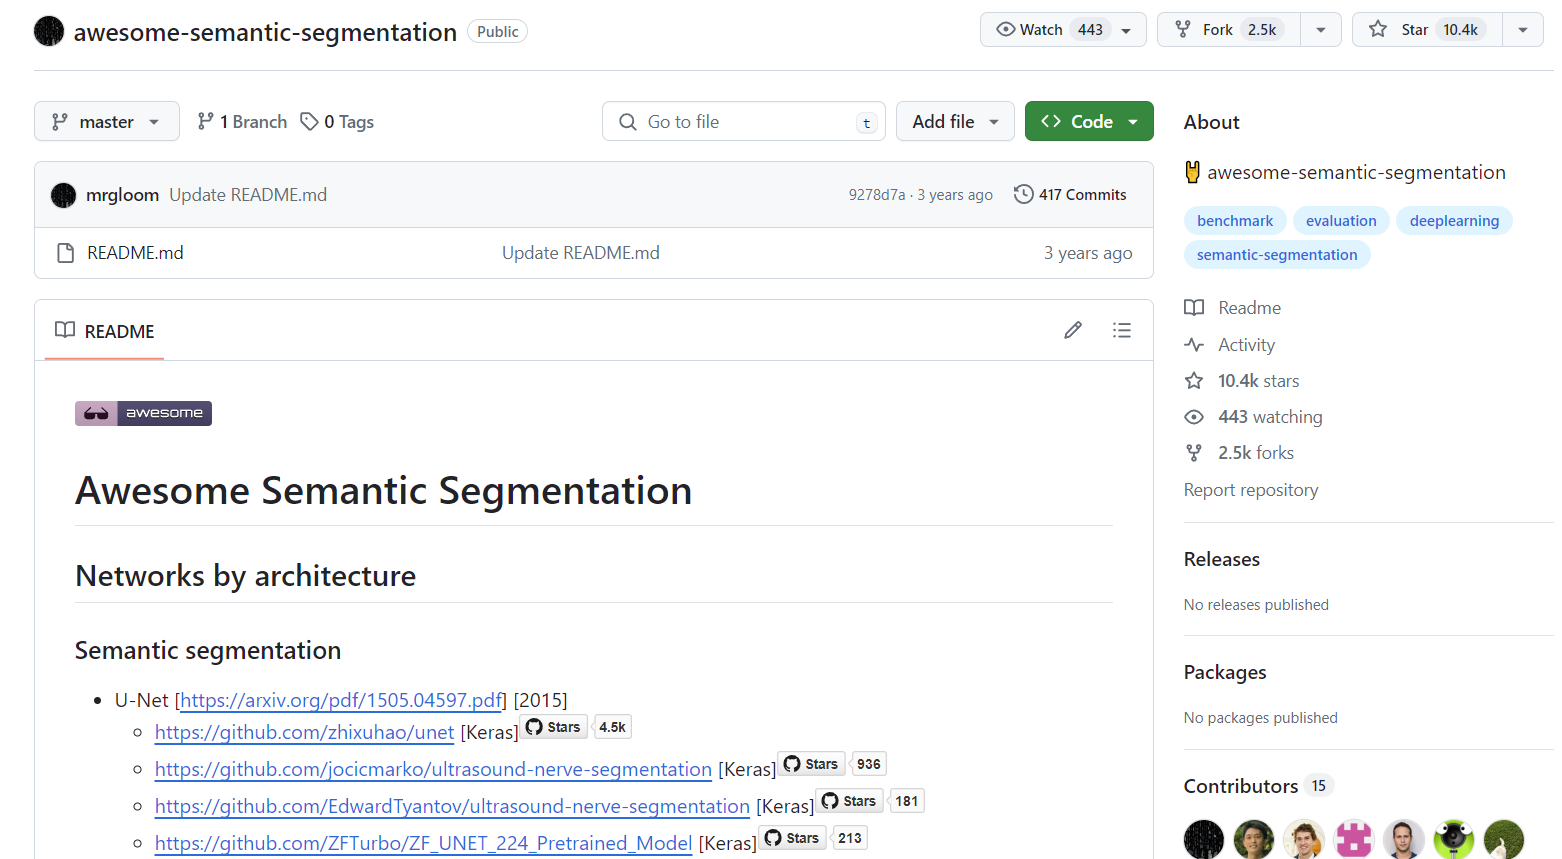 awesome-semantic-segmentation Public
Watch 443
Fork 2.5k
Star 10.4k
master
1 Branch
0 Tags
Go to file t
Add file
Code
mrgloom Update README.md
9278d7a · 3 years ago
417 Commits
README.md Update README.md 3 years ago
README
awesome
Awesome Semantic Segmentation
Networks by architecture
Semantic segmentation
U-Net [https://arxiv.org/pdf/1505.04597.pdf] [2015]
https://github.com/zhixuhao/unet [Keras] Stars 4.5k
https://github.com/jocicmarko/ultrasound-nerve-segmentation [Keras] Stars 936
https://github.com/EdwardTyantov/ultrasound-nerve-segmentation [Keras] Stars 181
https://github.com/ZFTurbo/ZF_UNET_224_Pretrained_Model [Keras] Stars 213
About
awesome-semantic-segmentation
benchmark evaluation deeplearning
semantic-segmentation
Readme
Activity
10.4k stars
443 watching
2.5k forks
Report repository
Releases
No releases published
Packages
No packages published
Contributors 15